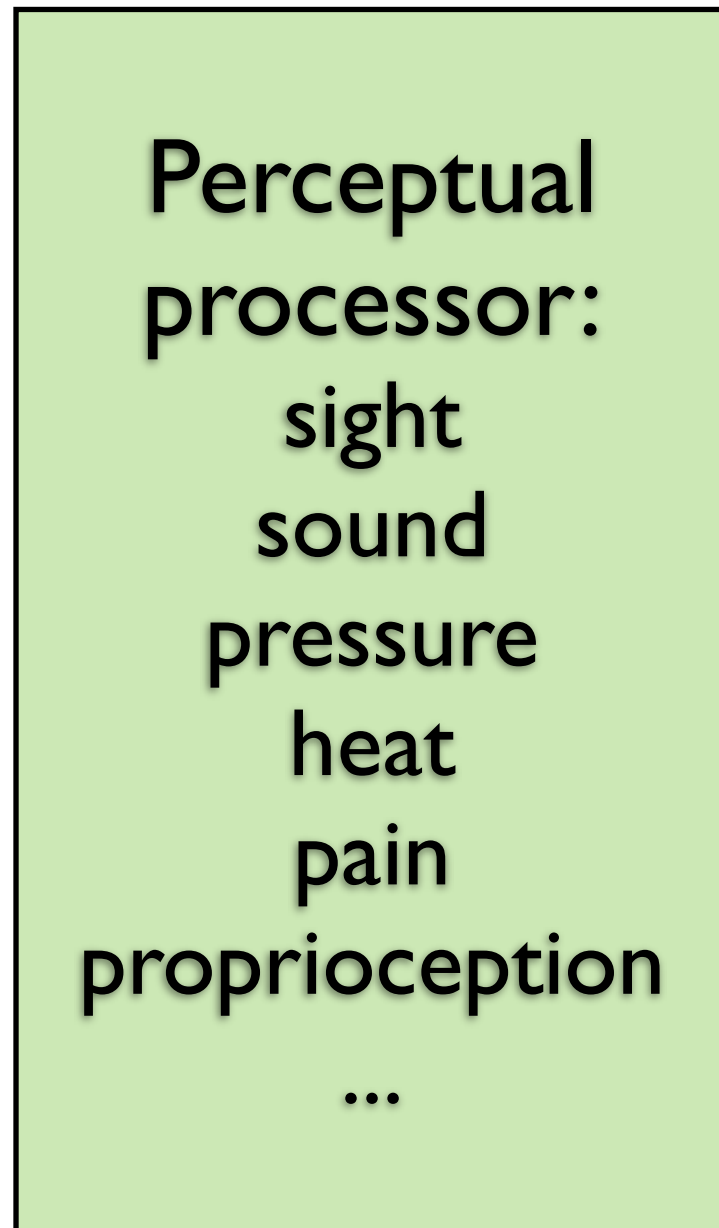 Perceptual
processor:
sight
sound
pressure
heat
pain
proprioception
...